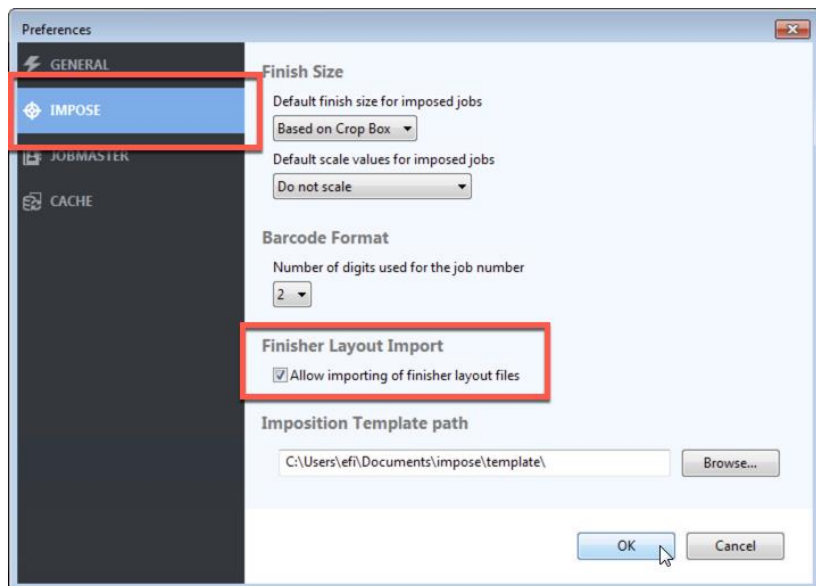 Preferences
GENERAL
IMPOSE
JOBMASTER
CACHE
Finish Size
Default finish size for imposed jobs
Based on Crop Box
Default scale values for imposed jobs
Do not scale
Barcode Format
Number of digits used for the job number
2
Finisher Layout Import
Allow importing of finisher layout files
Imposition Template path
C:\Users\efi\Documents\impose\template\
Browse...
OK
Cancel